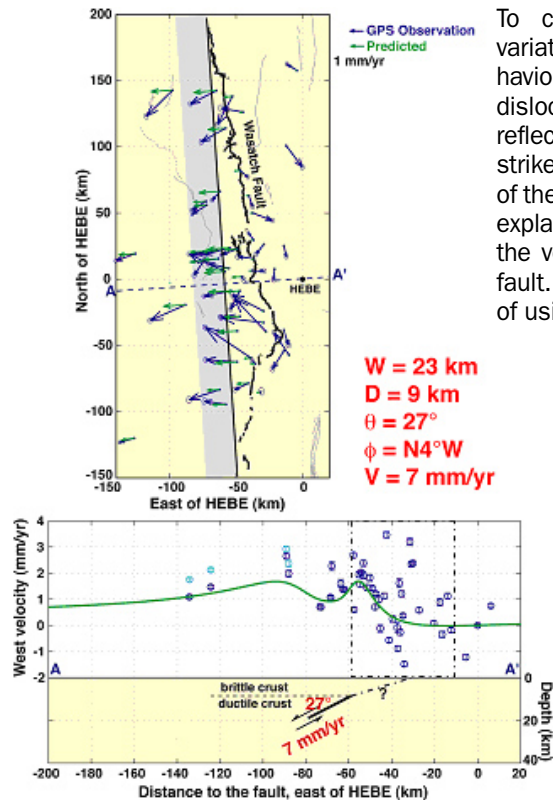 200
150
100
50
0
-50
-100
-150
North of HEBE (km)
-140
-100
-50
0
East of HEBE (km)
Wasatch Fault
HEBE
A
A'
GPS Observation
Predicted
1 mm/yr
To c
variat
havior
disloc
reflec
strike
of the
expla
the v
fault.
of usi
W = 23 km
D = 9 km
θ = 27°
ϕ = N4°W
V = 7 mm/yr
4
3
2
1
0
-1
-2
West velocity (mm/yr)
A
A'
brittle crust
ductile crust
27°
7 mm/yr
?
0
20
40
Depth (km)
-200 -180 -160 -140 -120 -100 -80 -60 -40 -20 0 20
Distance to the fault, east of HEBE (km)